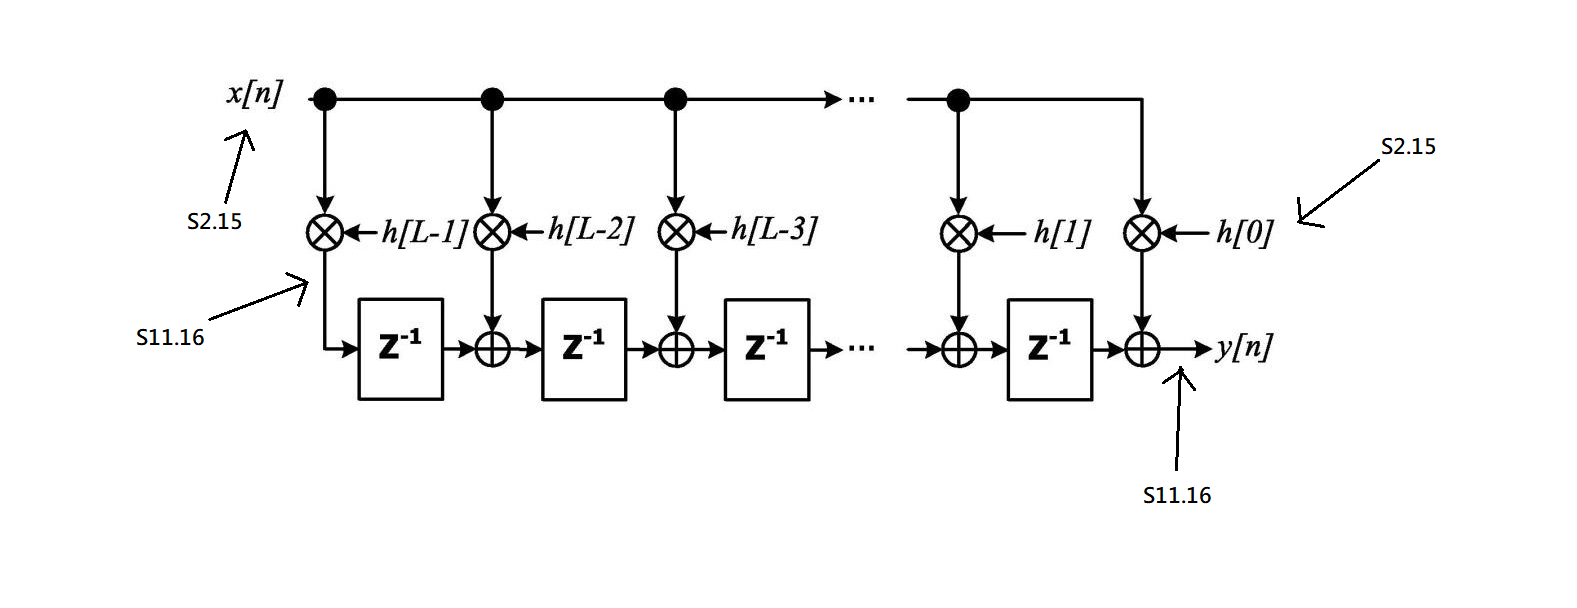 x[n]
...
S2.15
S2.15
h[L-1]
h[L-2]
h[L-3]
h[1]
h[0]
S11.16
z-1
z-1
z-1
...
z-1
y[n]
S11.16